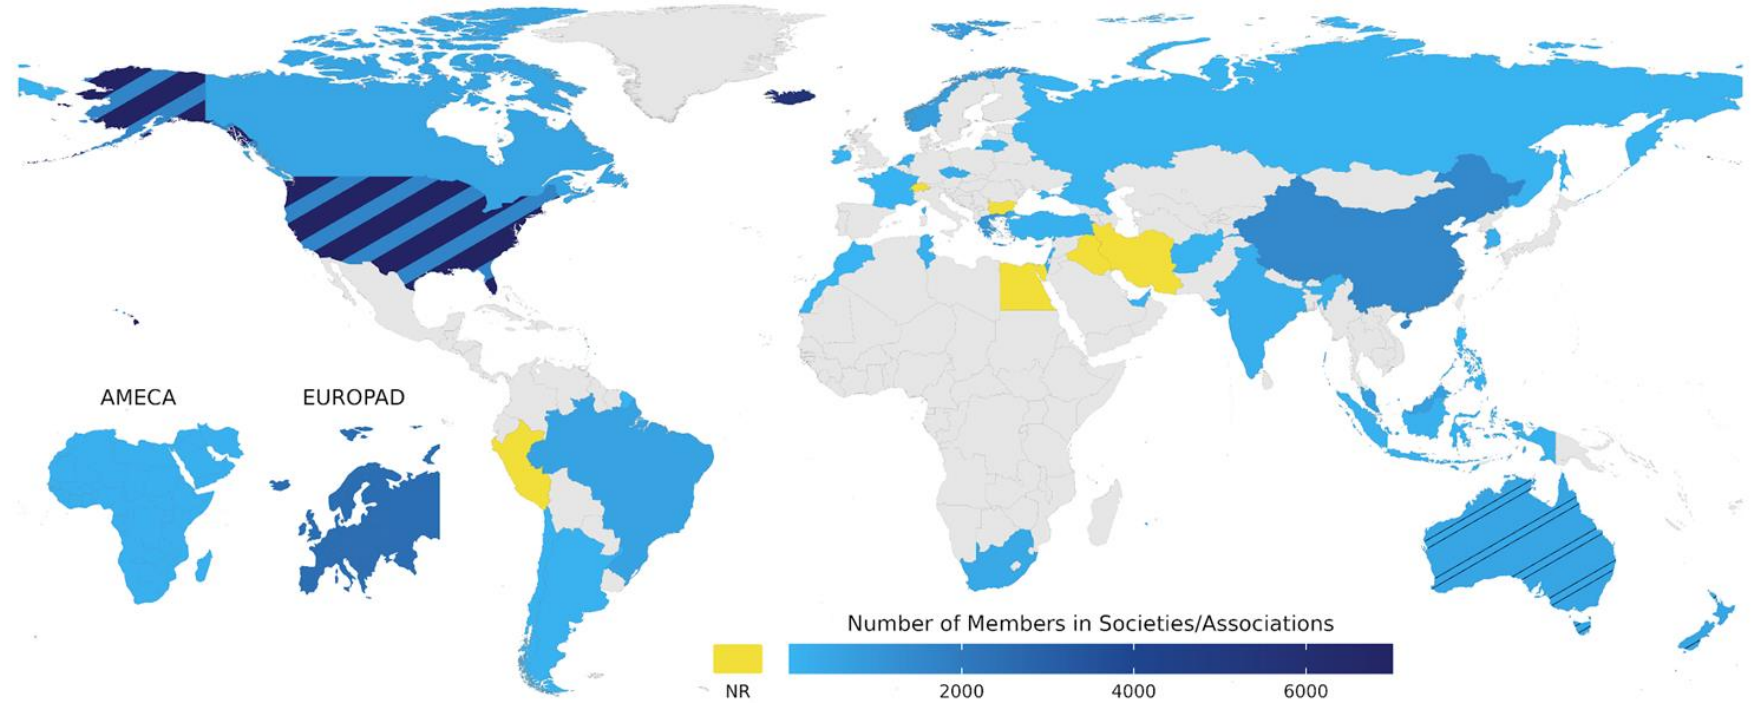 AMECA
EUROPAD
Number of Members in Societies/Associations
NR
2000
4000
6000